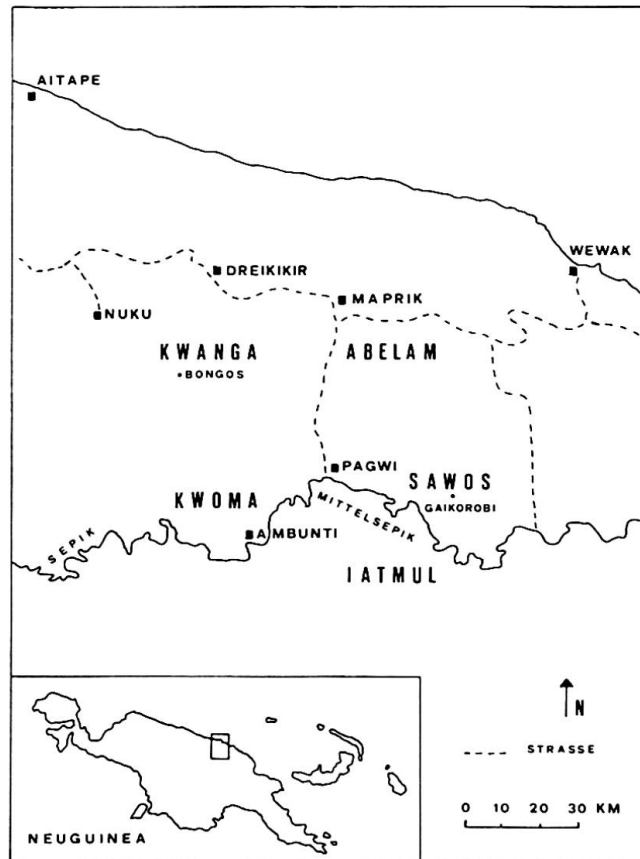 AITAPE
WEWAK
DREIKIKIR
MAPRIK
NUKU
KWANGA
ABELAM
BONGOS
PAGWI
SAWOS
KWOMA
GAIKOROBI
MITTELSEPIK
SEPIK
AMBUNTI
IATMUL
N
STRASSE
0 10 20 30 KM
NEUGUINEA